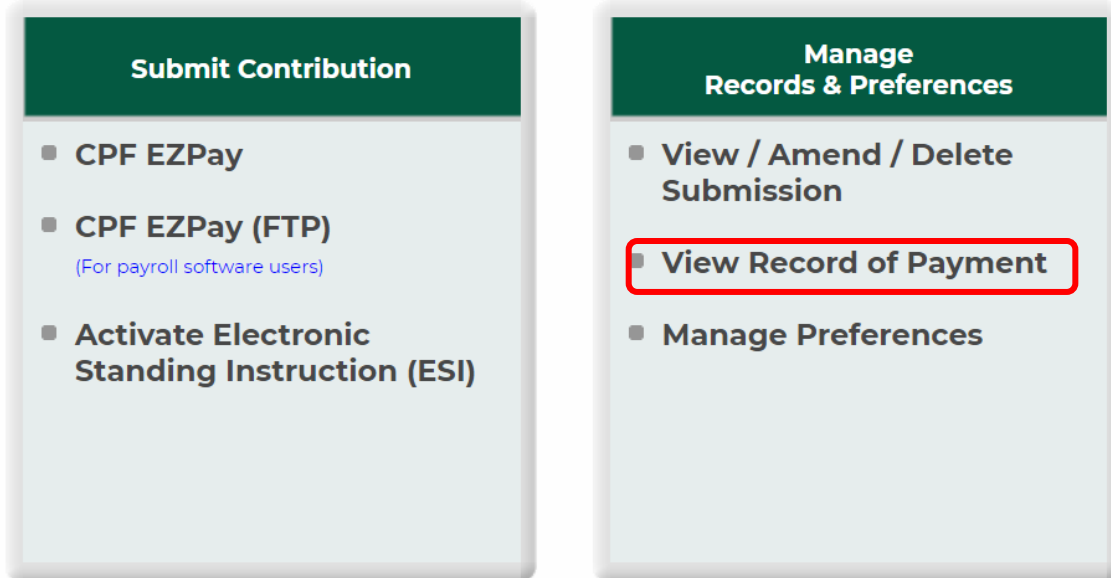 Submit Contribution
CPF EZPay
CPF EZPay (FTP)
(For payroll software users)
Activate Electronic
Standing Instruction (ESI)
Manage
Records & Preferences
View / Amend / Delete
Submission
View Record of Payment
Manage Preferences